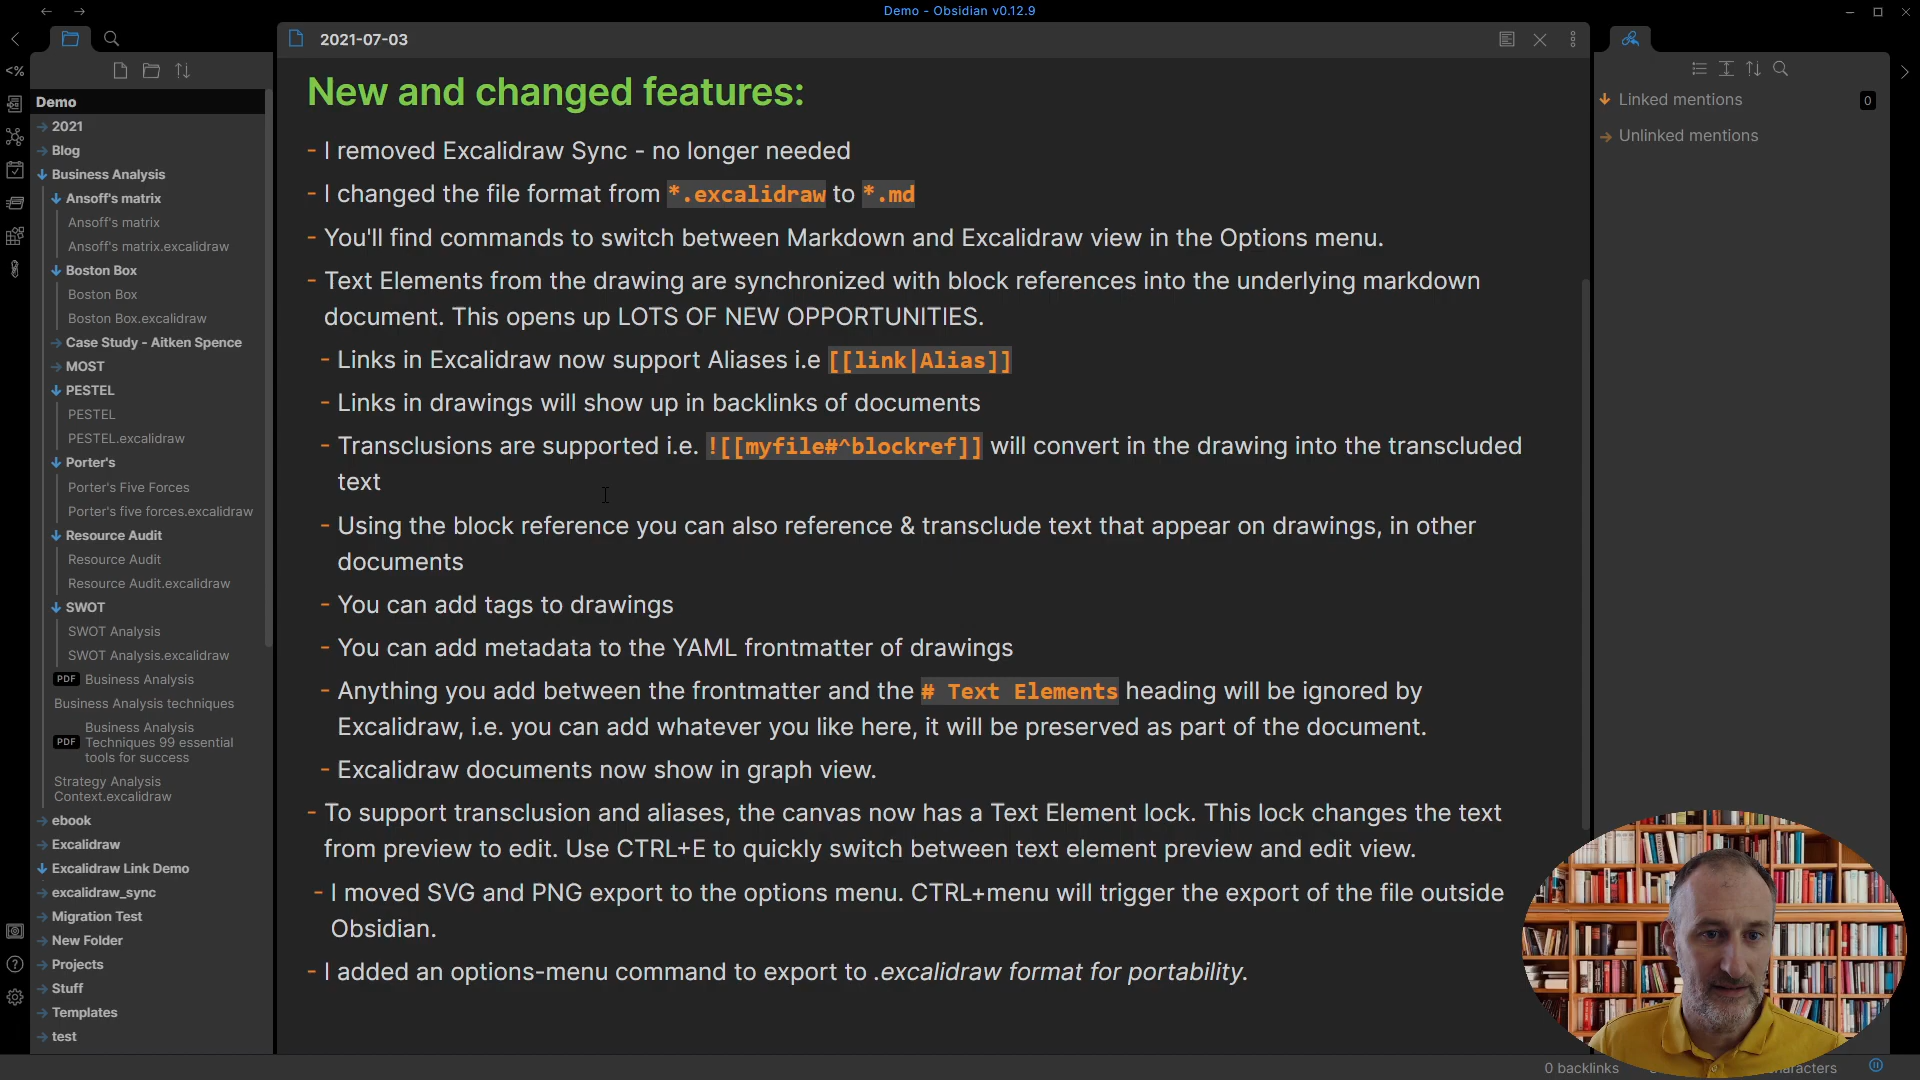 Demo - Obsidian v0.12.9
2021-07-03
Demo
2021
Blog
Business Analysis
Ansoff's matrix
Ansoff's matrix
Ansoff's matrix.excalidraw
Boston Box
Boston Box
Boston Box.excalidraw
Case Study - Aitken Spence
MOST
PESTEL
PESTEL
PESTEL.excalidraw
Porter's
Porter's Five Forces
Porter's five forces.excalidraw
Resource Audit
Resource Audit
Resource Audit.excalidraw
SWOT
SWOT Analysis
SWOT Analysis.excalidraw
PDF Business Analysis
Business Analysis techniques
Business Analysis
PDF Techniques 99 essential
tools for success
Strategy Analysis
Context.excalidraw
ebook
Excalidraw
Excalidraw Link Demo
excalidraw_sync
Migration Test
New Folder
Projects
Stuff
Templates
test
New and changed features:
- I removed Excalidraw Sync - no longer needed
- I changed the file format from *.excalidraw to *.md
- You'll find commands to switch between Markdown and Excalidraw view in the Options menu.
- Text Elements from the drawing are synchronized with block references into the underlying markdown
document. This opens up LOTS OF NEW OPPORTUNITIES.
- Links in Excalidraw now support Aliases i.e [[link|Alias]]
- Links in drawings will show up in backlinks of documents
- Transclusions are supported i.e. ![[myfile#^blockref]] will convert in the drawing into the transcluded
text
- Using the block reference you can also reference & transclude text that appear on drawings, in other
documents
- You can add tags to drawings
- You can add metadata to the YAML frontmatter of drawings
- Anything you add between the frontmatter and the # Text Elements heading will be ignored by
Excalidraw, i.e. you can add whatever you like here, it will be preserved as part of the document.
- Excalidraw documents now show in graph view.
- To support transclusion and aliases, the canvas now has a Text Element lock. This lock changes the text
from preview to edit. Use CTRL+E to quickly switch between text element preview and edit view.
- I moved SVG and PNG export to the options menu. CTRL+menu will trigger the export of the file outside
Obsidian.
- I added an options-menu command to export to .excalidraw format for portability.
Linked mentions 0
Unlinked mentions
0 backlinks